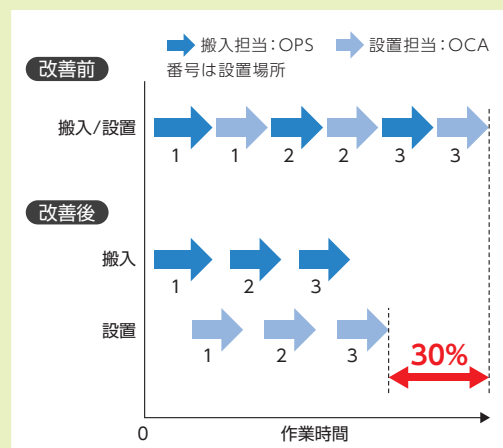 搬入担当：OPS 設置担当：OCA
番号は設置場所
改善前
搬入/設置
1 1 2 2 3 3
改善後
搬入
1 2 3
設置
1 2 3
30%
0 作業時間